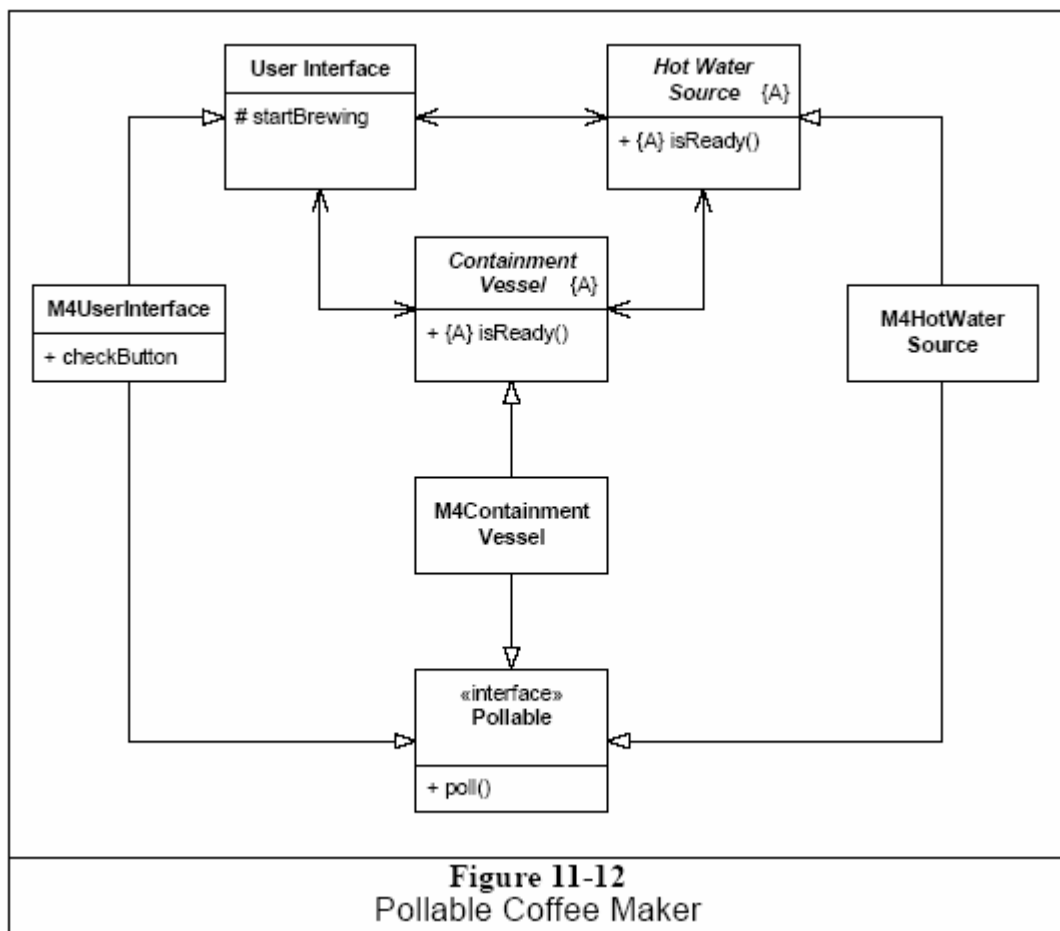 User Interface
# startBrewing
Hot Water
Source {A}
+ {A} isReady()
Containment
Vessel {A}
+ {A} isReady()
M4UserInterface
+ checkButton
M4HotWater
Source
M4Containment
Vessel
«interface»
Pollable
+ poll()
Figure 11-12
Pollable Coffee Maker